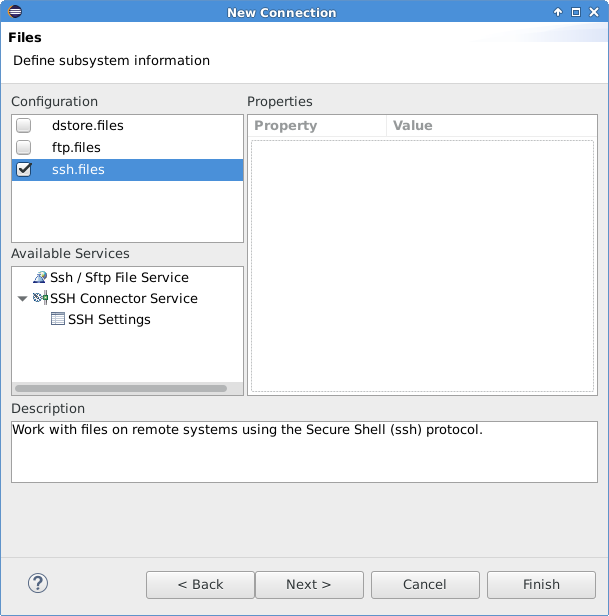 New Connection
Files
Define subsystem information
Configuration
Properties
dstore.files
ftp.files
ssh.files
Property Value
Available Services
Ssh / Sftp File Service
SSH Connector Service
SSH Settings
Description
Work with files on remote systems using the Secure Shell (ssh) protocol.
?
< Back
Next >
Cancel
Finish